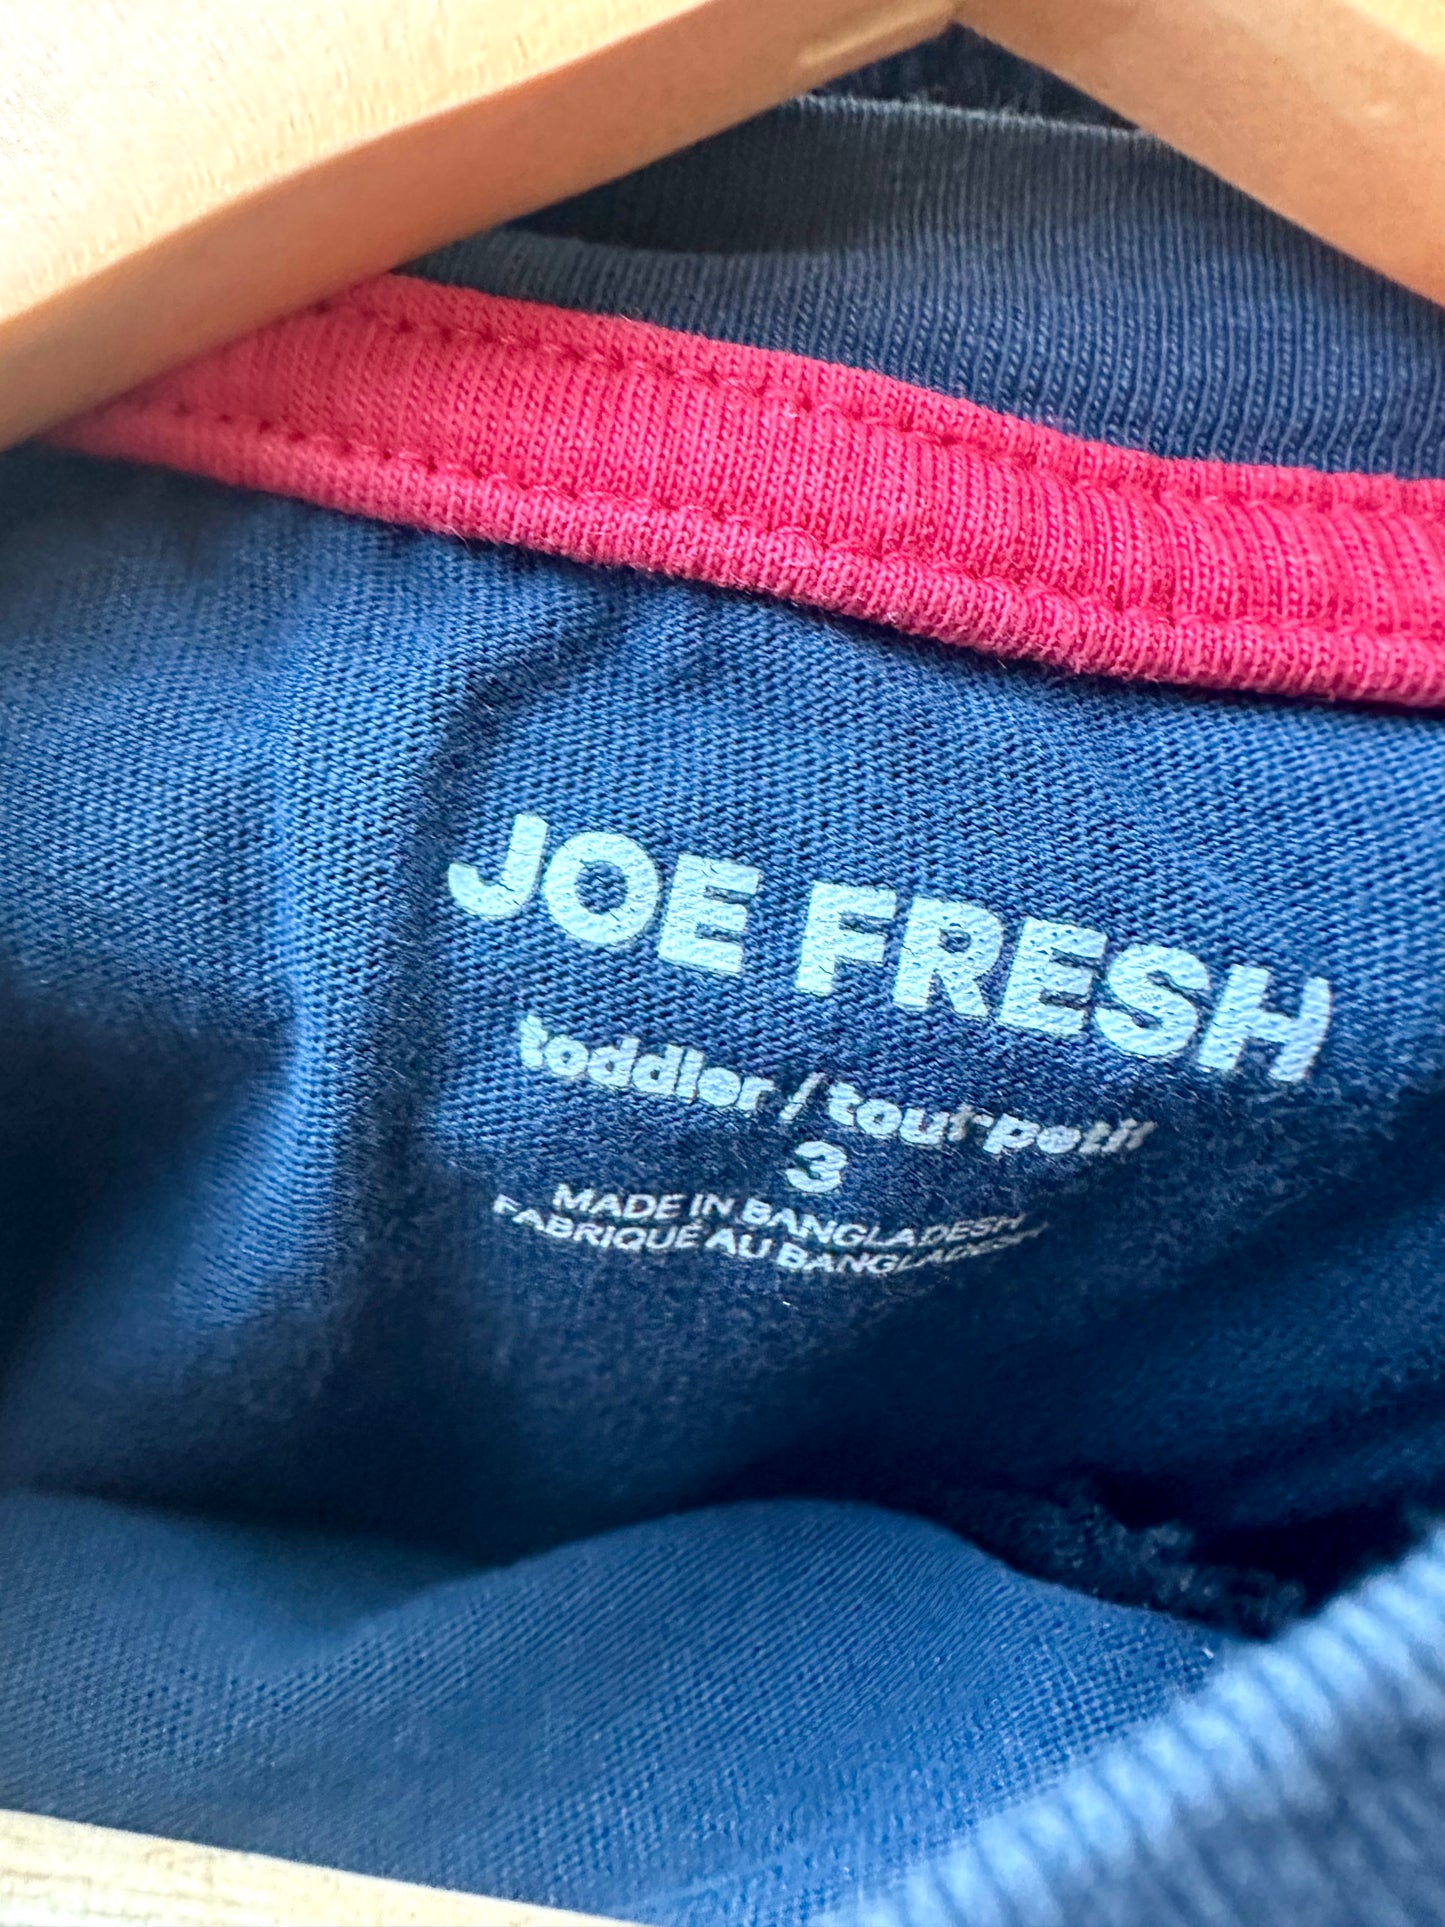 JOE FRESH
toddler / tout-petit
3
MADE IN BANGLADESH
FABRIQUÉ AU BANGLADESH